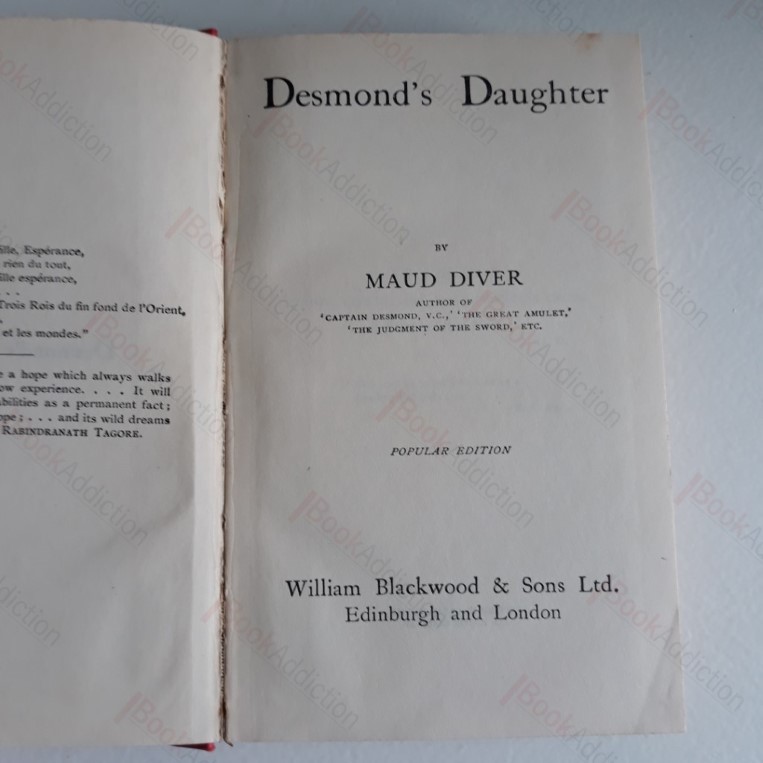 ille, Espérance,
rien du tout,
ille espérance,
. . .
Trois Rois du fin fond de l'Orient,
et les mondes."
a hope which always walks
ow experience. . . . It will
bilities as a permanent fact;
ope; . . . and its wild dreams
RABINDRANATH TAGORE.
Desmond's Daughter
BY
MAUD DIVER
AUTHOR OF
'CAPTAIN DESMOND, V.C.,' 'THE GREAT AMULET,'
'THE JUDGMENT OF THE SWORD,' ETC.
POPULAR EDITION
William Blackwood & Sons Ltd.
Edinburgh and London
BookAddiction